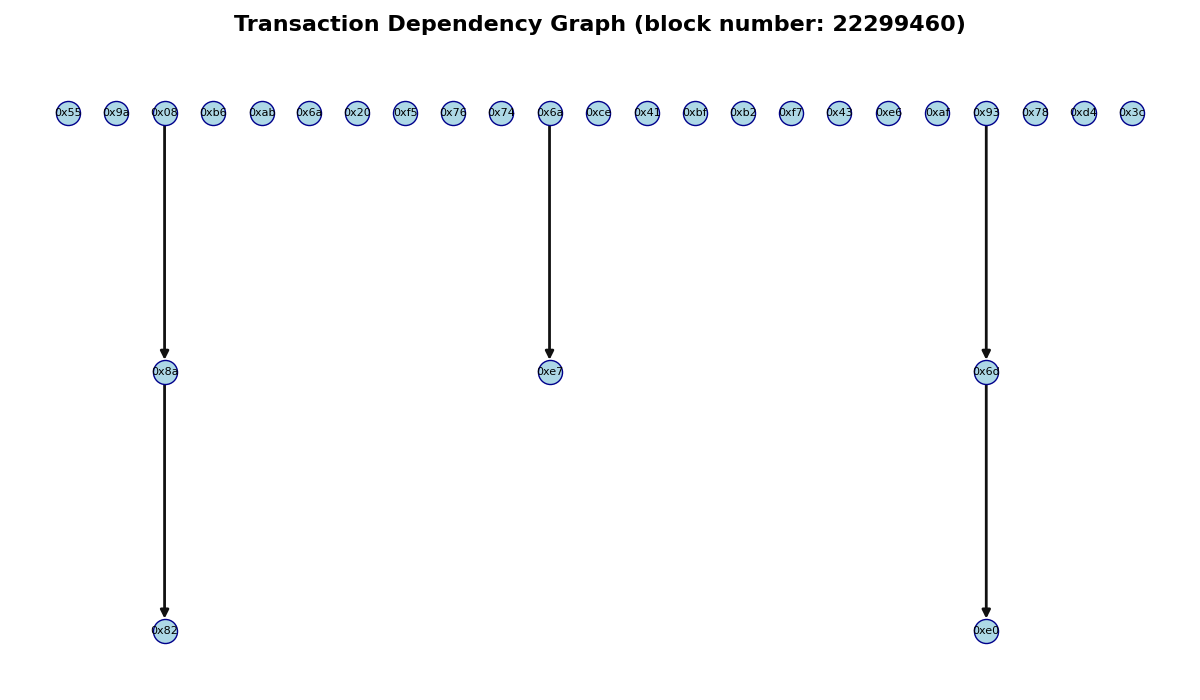 Transaction Dependency Graph (block number: 22299460)
0x55 0x9a 0x08 0xb6 0xab 0x6a 0x20 0xf5 0x76 0x74 0x6a 0xce 0x41 0xbf 0xb2 0xf7 0x43 0xe6 0xaf 0x93 0x78 0xd4 0x3c
0x8a 0xe7 0x6d
0x82 0xe0